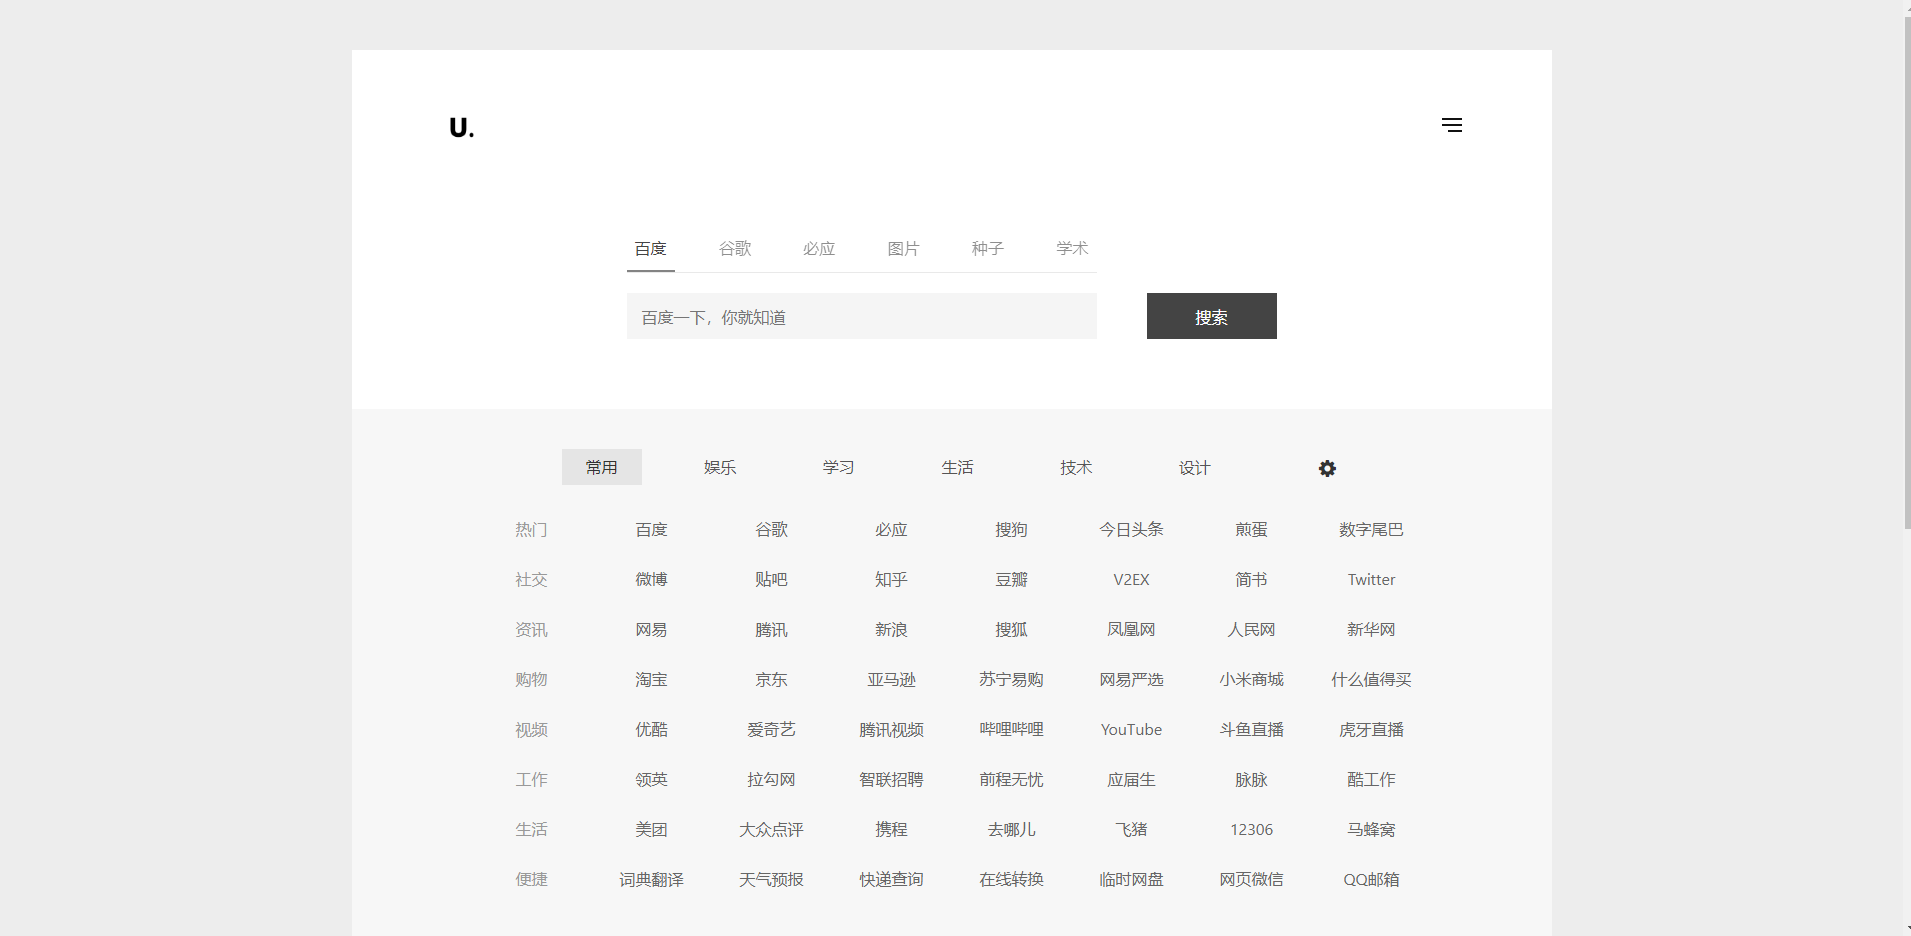 U.
百度 谷歌 必应 图片 种子 学术
百度一下，你就知道 搜索
常用 娱乐 学习 生活 技术 设计
热门 百度 谷歌 必应 搜狗 今日头条 煎蛋 数字尾巴
社交 微博 贴吧 知乎 豆瓣 V2EX 简书 Twitter
资讯 网易 腾讯 新浪 搜狐 凤凰网 人民网 新华网
购物 淘宝 京东 亚马逊 苏宁易购 网易严选 小米商城 什么值得买
视频 优酷 爱奇艺 腾讯视频 哔哩哔哩 YouTube 斗鱼直播 虎牙直播
工作 领英 拉勾网 智联招聘 前程无忧 应届生 脉脉 酷工作
生活 美团 大众点评 携程 去哪儿 飞猪 12306 马蜂窝
便捷 词典翻译 天气预报 快递查询 在线转换 临时网盘 网页微信 QQ邮箱